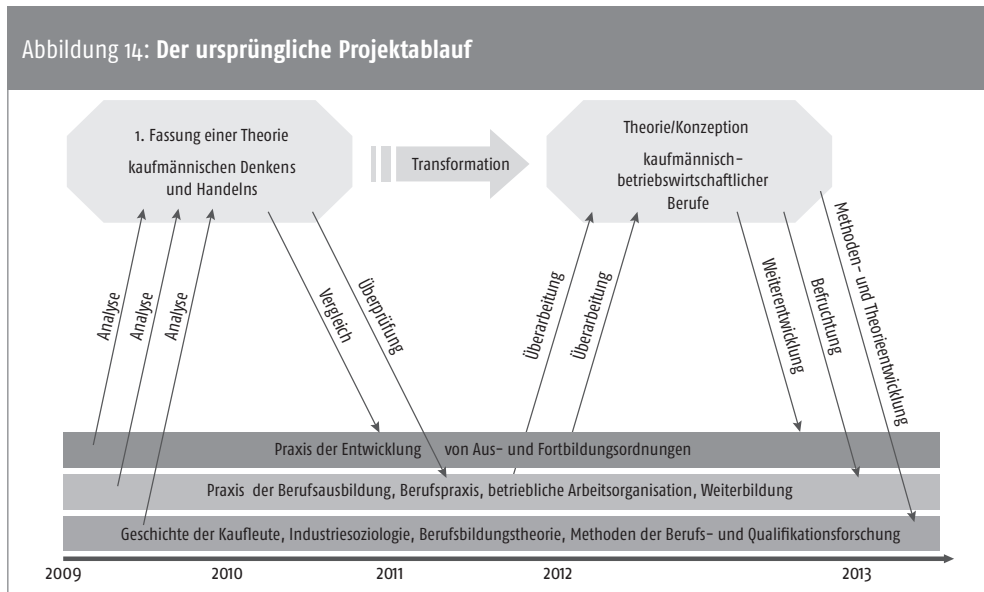 Abbildung 14: Der ursprüngliche Projektablauf
1. Fassung einer Theorie
kaufmännischen Denkens
und Handelns
Transformation
Theorie/Konzeption
kaufmännisch-
betriebswirtschaftlicher
Berufe
Analyse
Analyse
Analyse
Vergleich
Überprüfung
Überarbeitung
Überarbeitung
Weiterentwicklung
Befruchtung
Methoden- und Theorieentwicklung
Praxis der Entwicklung von Aus- und Fortbildungsordnungen
Praxis der Berufsausbildung, Berufspraxis, betriebliche Arbeitsorganisation, Weiterbildung
Geschichte der Kaufleute, Industriesoziologie, Berufsbildungstheorie, Methoden der Berufs- und Qualifikationsforschung
2009 2010 2011 2012 2013